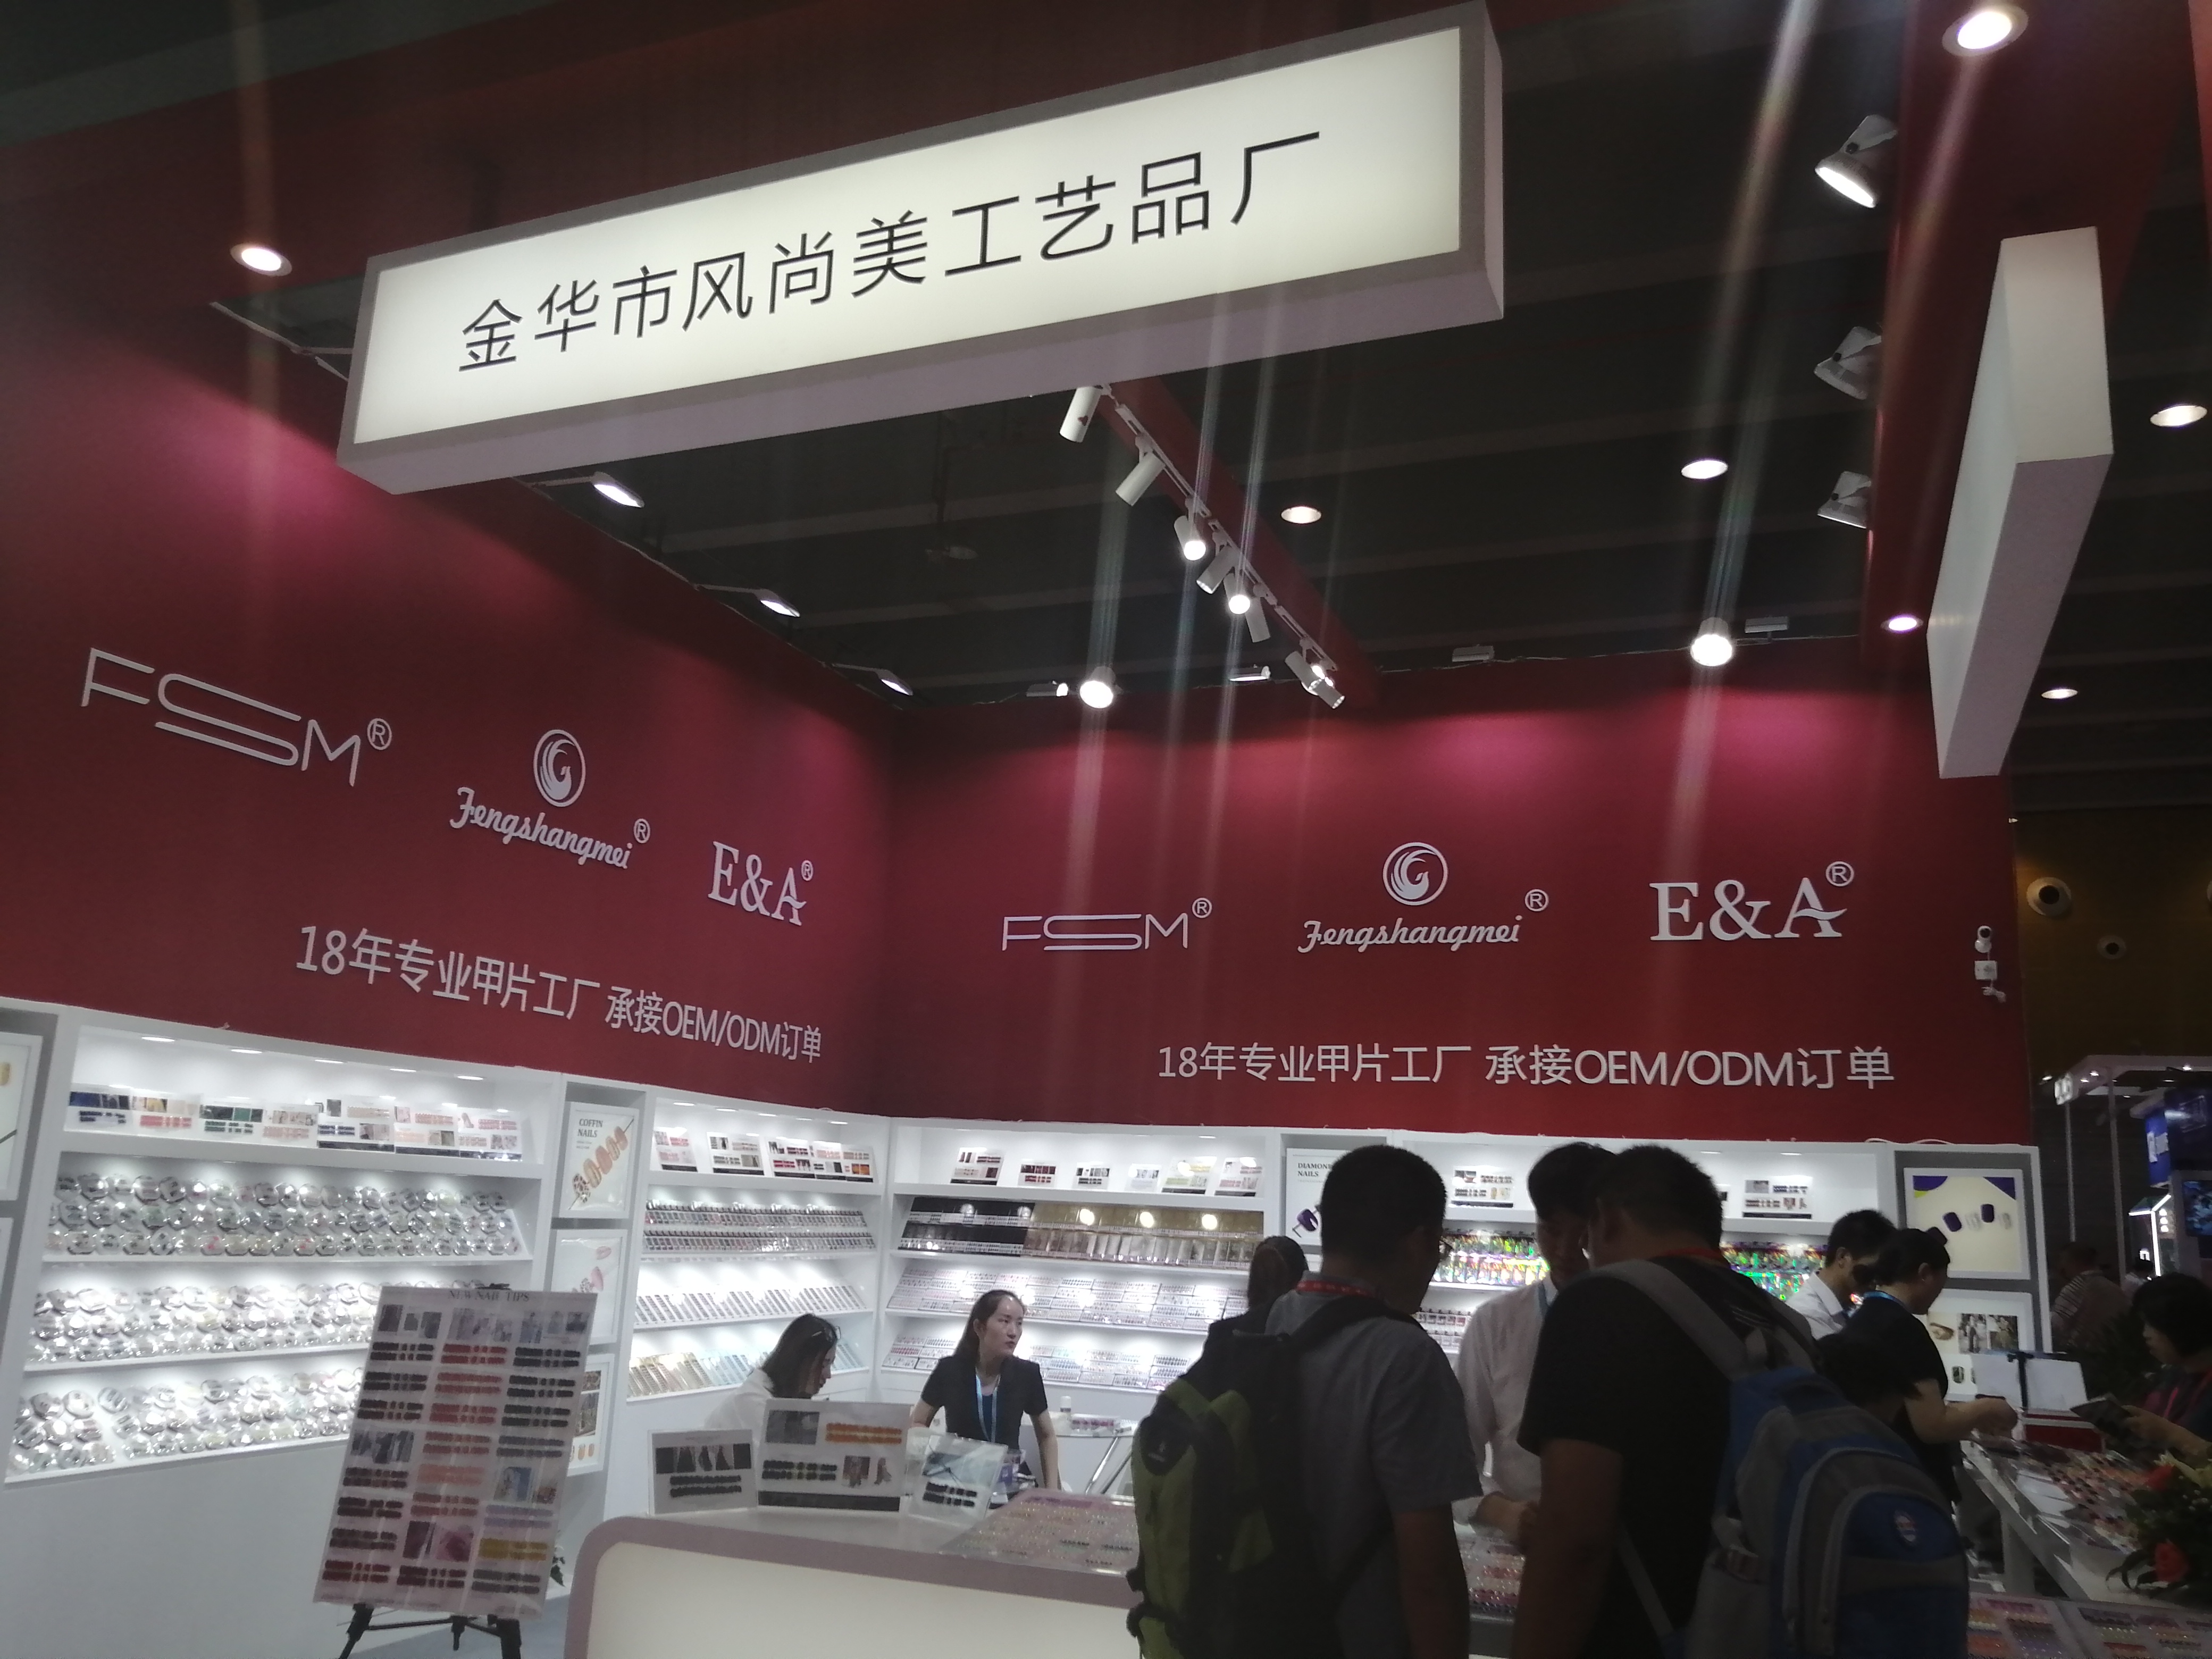 金华市风尚美工艺品厂
FSM®
Fengshangmei®
E&A®
18年专业甲片工厂 承接OEM/ODM订单
FSM®
Fengshangmei®
E&A®
18年专业甲片工厂 承接OEM/ODM订单
COFFIN
NAILS
DIAMOND
NAILS
NEW NAIL TIPS